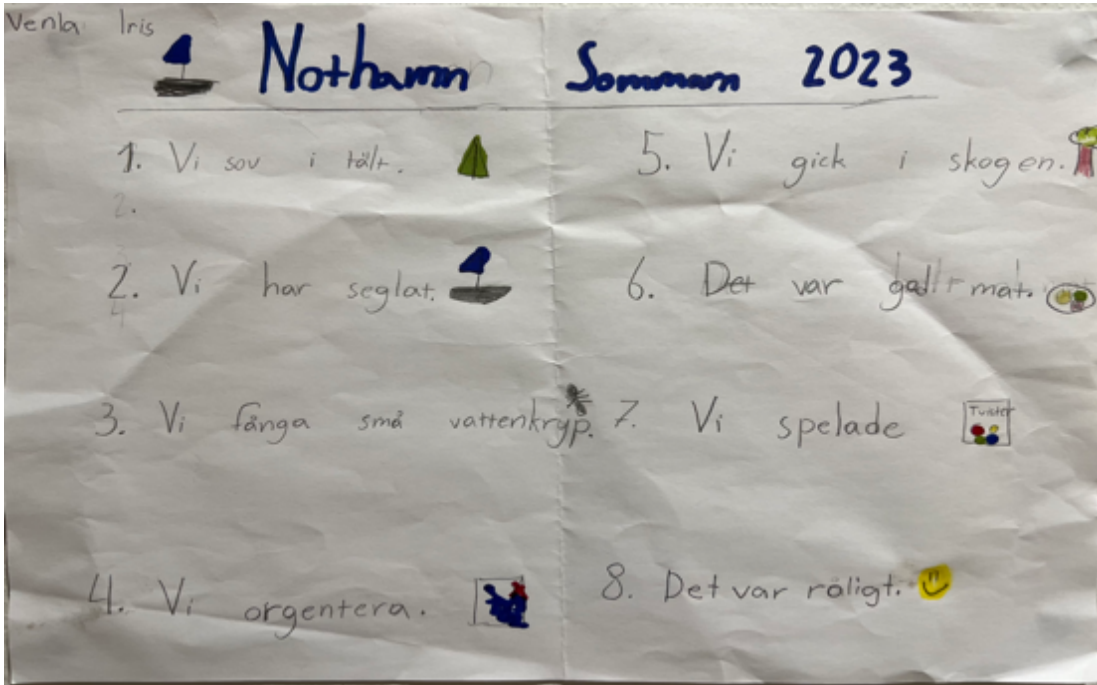 Venla Iris
Nothamn Sommarn 2023
1. Vi sov i tält.
2.
2. Vi har seglat.
4
3. Vi fånga små vattenkryp.
4. Vi orgentera.
5. Vi gick i skogen.
6. Det var mat.
7. Vi spelade
Twister
8. Det var roligt.